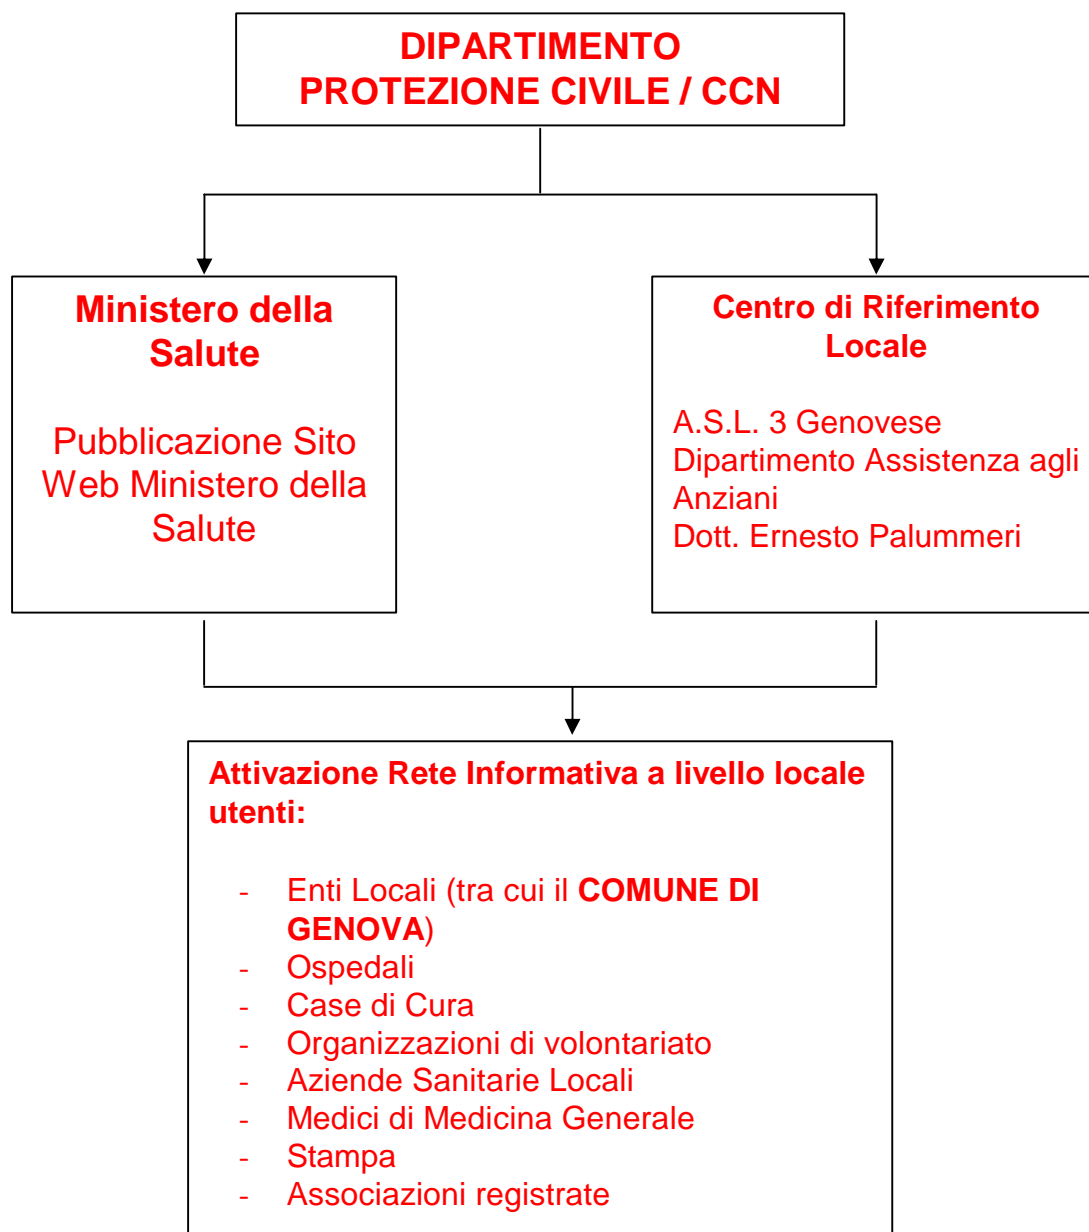 DIPARTIMENTO
PROTEZIONE CIVILE / CCN
Ministero della
Salute
Pubblicazione Sito
Web Ministero della
Salute
Centro di Riferimento
Locale
A.S.L. 3 Genovese
Dipartimento Assistenza agli
Anziani
Dott. Ernesto Palummeri
Attivazione Rete Informativa a livello locale
utenti:
- Enti Locali (tra cui il COMUNE DI
GENOVA)
- Ospedali
- Case di Cura
- Organizzazioni di volontariato
- Aziende Sanitarie Locali
- Medici di Medicina Generale
- Stampa
- Associazioni registrate